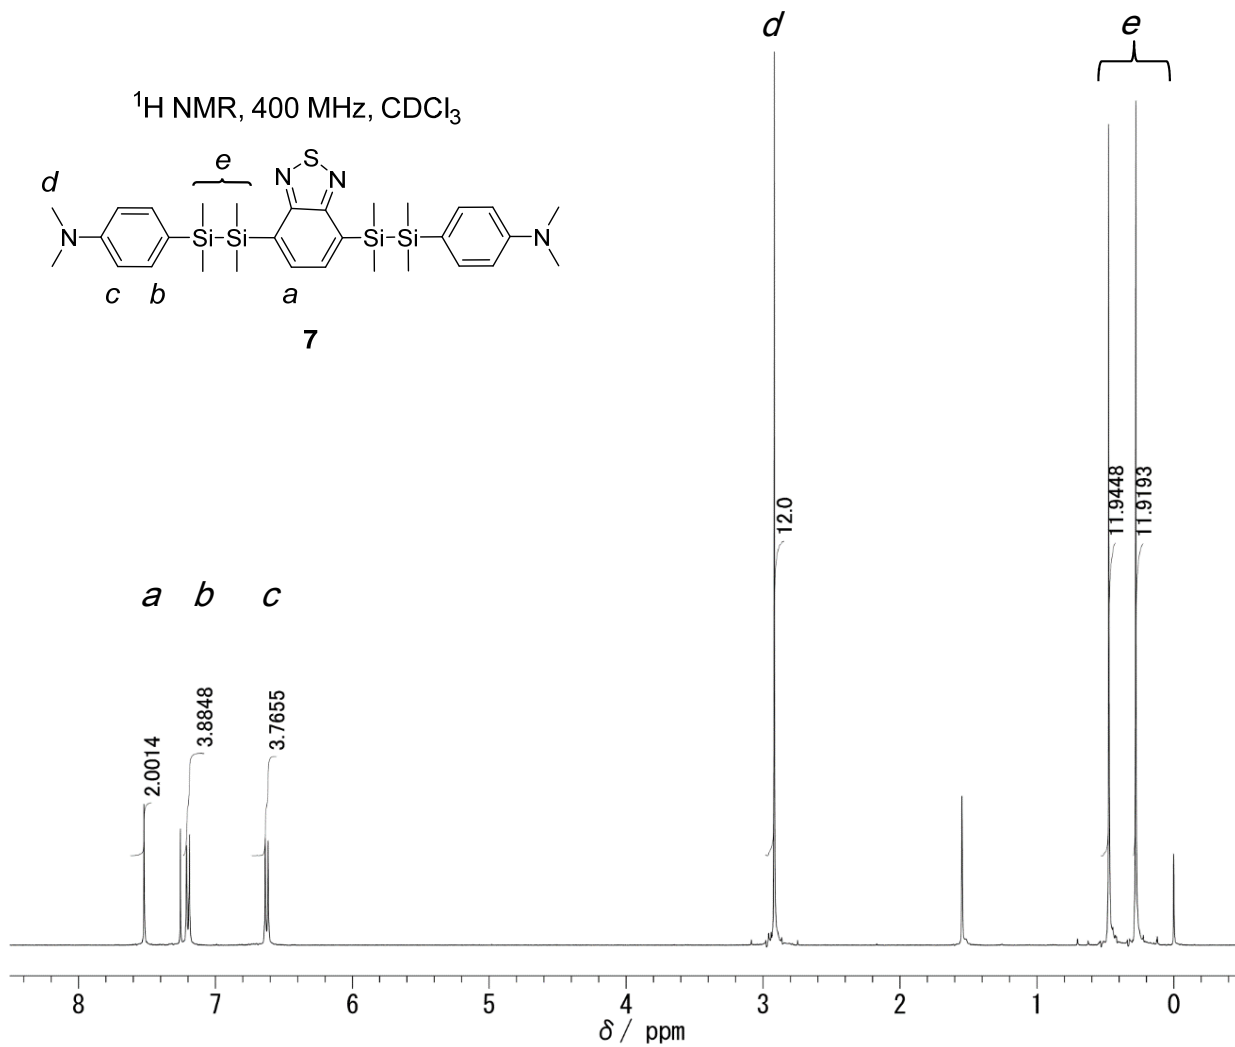 d
e
¹H NMR, 400 MHz, CDCl₃
e
S
N N
d
N Si Si Si Si N
c b a
7
12.0
11.9448
11.9193
a b c
2.0014
3.8848
3.7655
8 7 6 5 4 3 2 1 0
δ / ppm